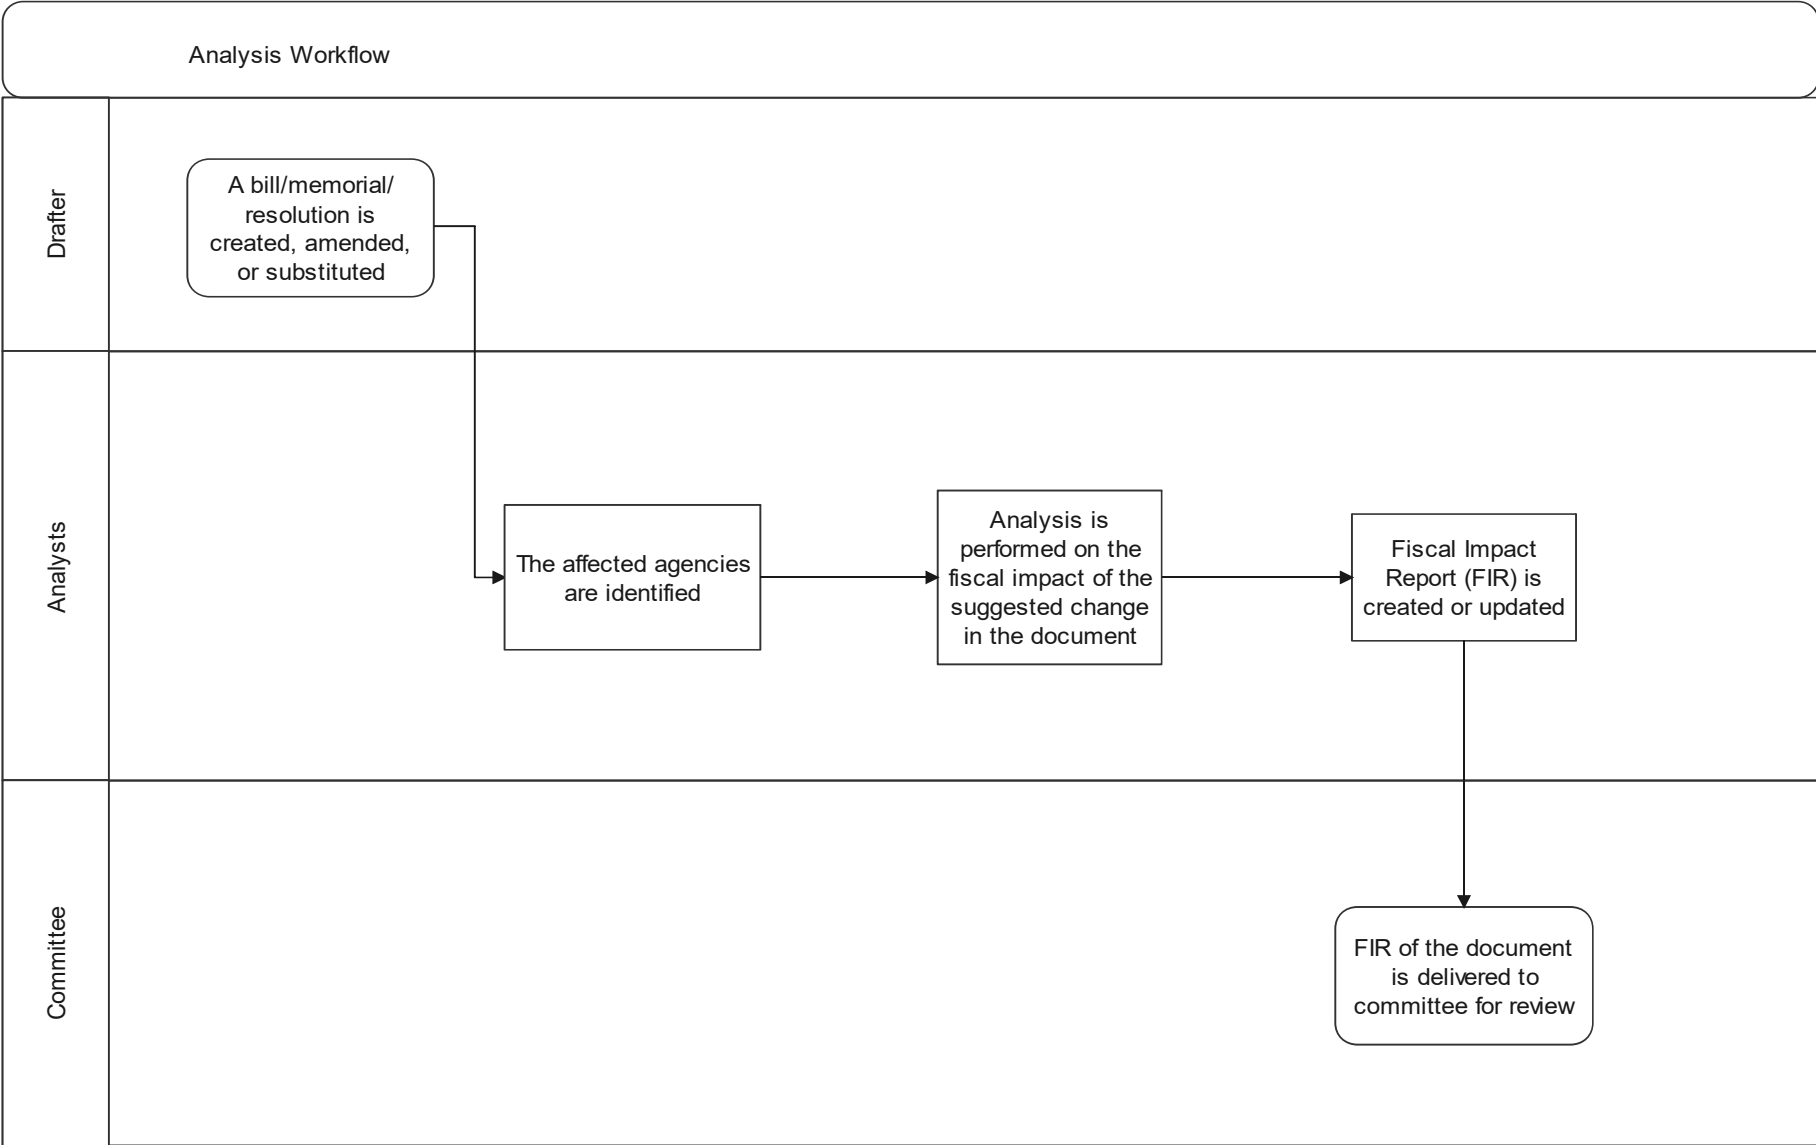 Analysis Workflow
Drafter
A bill/memorial/
resolution is
created, amended,
or substituted
Analysts
The affected agencies
are identified
Analysis is
performed on the
fiscal impact of the
suggested change
in the document
Fiscal Impact
Report (FIR) is
created or updated
Committee
FIR of the document
is delivered to
committee for review